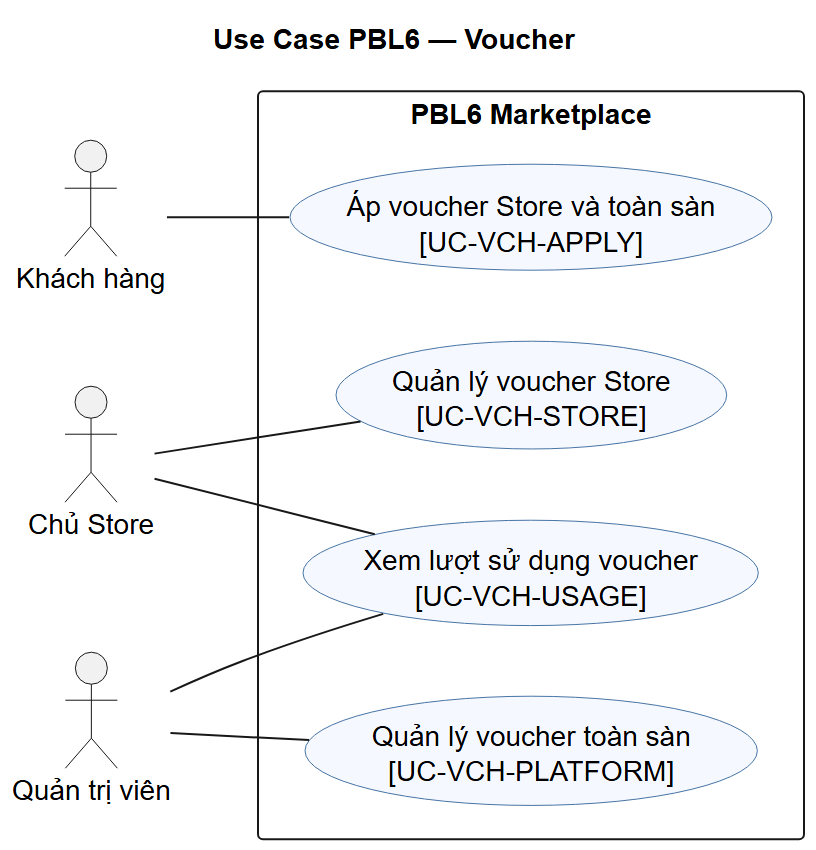 Use Case PBL6 — Voucher
PBL6 Marketplace
Áp voucher Store và toàn sàn
[UC-VCH-APPLY]
Khách hàng
Quản lý voucher Store
[UC-VCH-STORE]
Chủ Store
Xem lượt sử dụng voucher
[UC-VCH-USAGE]
Quản lý voucher toàn sàn
[UC-VCH-PLATFORM]
Quản trị viên